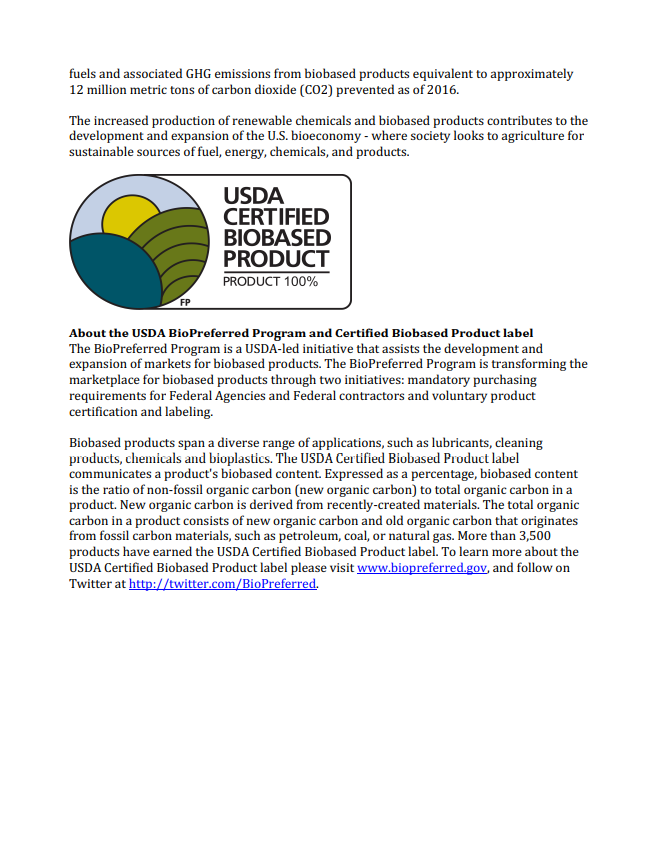 fuels and associated GHG emissions from biobased products equivalent to approximately
12 million metric tons of carbon dioxide (CO2) prevented as of 2016.
The increased production of renewable chemicals and biobased products contributes to the
development and expansion of the U.S. bioeconomy - where society looks to agriculture for
sustainable sources of fuel, energy, chemicals, and products.
USDA
CERTIFIED
BIOBASED
PRODUCT
PRODUCT 100%
FP
About the USDA BioPreferred Program and Certified Biobased Product label
The BioPreferred Program is a USDA-led initiative that assists the development and
expansion of markets for biobased products. The BioPreferred Program is transforming the
marketplace for biobased products through two initiatives: mandatory purchasing
requirements for Federal Agencies and Federal contractors and voluntary product
certification and labeling.
Biobased products span a diverse range of applications, such as lubricants, cleaning
products, chemicals and bioplastics. The USDA Certified Biobased Product label
communicates a product's biobased content. Expressed as a percentage, biobased content
is the ratio of non-fossil organic carbon (new organic carbon) to total organic carbon in a
product. New organic carbon is derived from recently-created materials. The total organic
carbon in a product consists of new organic carbon and old organic carbon that originates
from fossil carbon materials, such as petroleum, coal, or natural gas. More than 3,500
products have earned the USDA Certified Biobased Product label. To learn more about the
USDA Certified Biobased Product label please visit www.biopreferred.gov, and follow on
Twitter at http://twitter.com/BioPreferred.